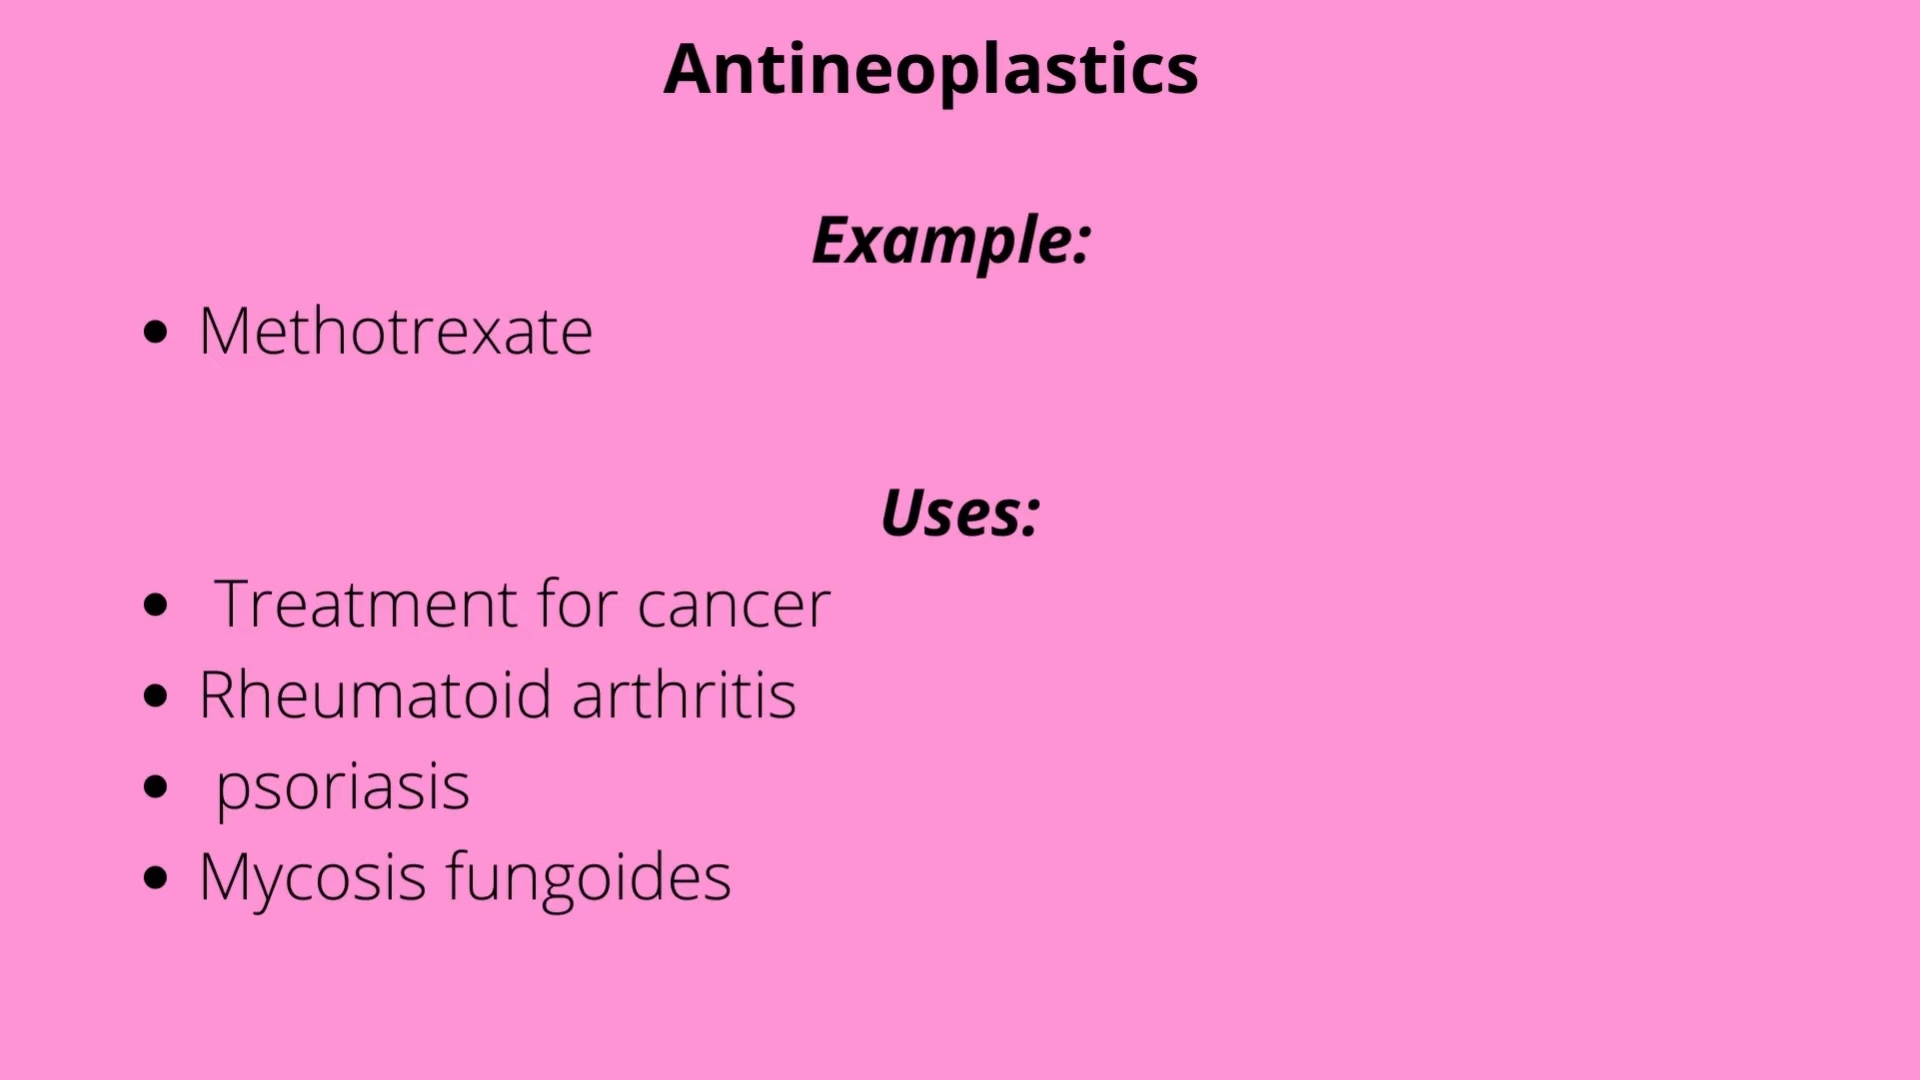 Antineoplastics
Example:
• Methotrexate
Uses:
• Treatment for cancer
• Rheumatoid arthritis
• psoriasis
• Mycosis fungoides